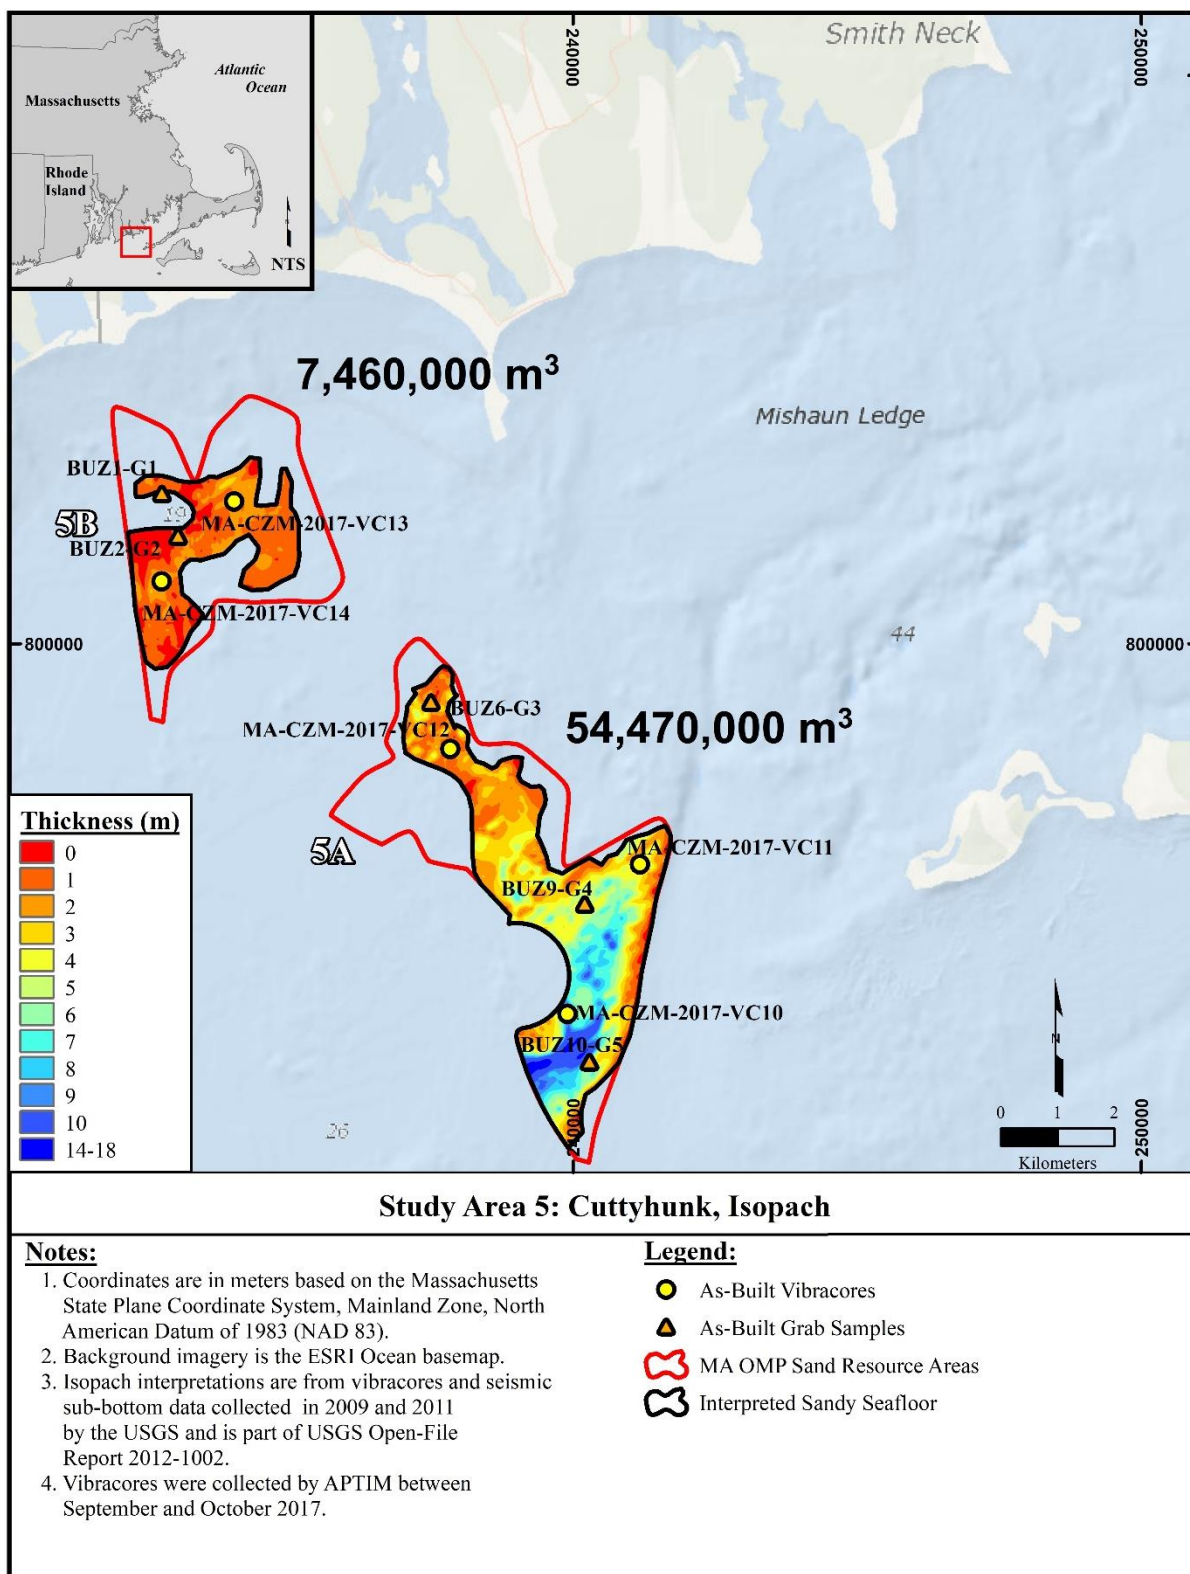 Smith Neck
240000
250000
Atlantic
Ocean
Massachusetts
Rhode
Island
NTS
7,460,000 m³
Mishaun Ledge
BUZ1-G1
19
5B
MA-CZM-2017-VC13
BUZ2-G2
MA-CZM-2017-VC14
800000
44
800000
BUZ6-G3
MA-CZM-2017-VC12
54,470,000 m³
5A
MA-CZM-2017-VC11
BUZ9-G4
MA-CZM-2017-VC10
BUZ10-G5
26
240000
250000
N
Thickness (m)
0
1
2
3
4
5
6
7
8
9
10
14-18
0 1 2
Kilometers
Study Area 5: Cuttyhunk, Isopach
Notes:
1. Coordinates are in meters based on the Massachusetts
State Plane Coordinate System, Mainland Zone, North
American Datum of 1983 (NAD 83).
2. Background imagery is the ESRI Ocean basemap.
3. Isopach interpretations are from vibracores and seismic
sub-bottom data collected in 2009 and 2011
by the USGS and is part of USGS Open-File
Report 2012-1002.
4. Vibracores were collected by APTIM between
September and October 2017.
Legend:
As-Built Vibracores
As-Built Grab Samples
MA OMP Sand Resource Areas
Interpreted Sandy Seafloor